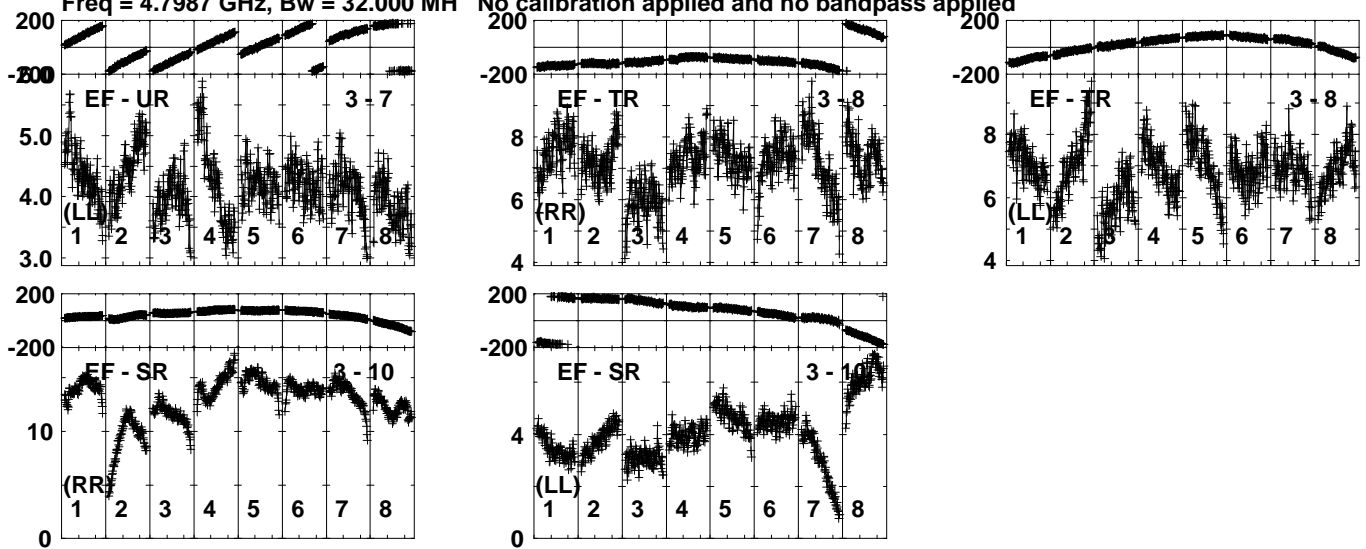 Freq = 4.7987 GHz, Bw = 32.000 MH No calibration applied and no bandpass applied
200
-200
6.0
EF - UR 3 - 7
5.0
4.0
(LL)
1 2 3 4 5 6 7 8
3.0
200
-200
EF - TR 3 - 8
8
6
(RR)
1 2 3 4 5 6 7 8
4
200
-200
EF - TR 3 - 8
8
6
(LL)
1 2 3 4 5 6 7 8
4
200
-200
EF - SR 3 - 10
10
(RR)
1 2 3 4 5 6 7 8
0
200
-200
EF - SR 3 - 10
4
(LL)
1 2 3 4 5 6 7 8
0